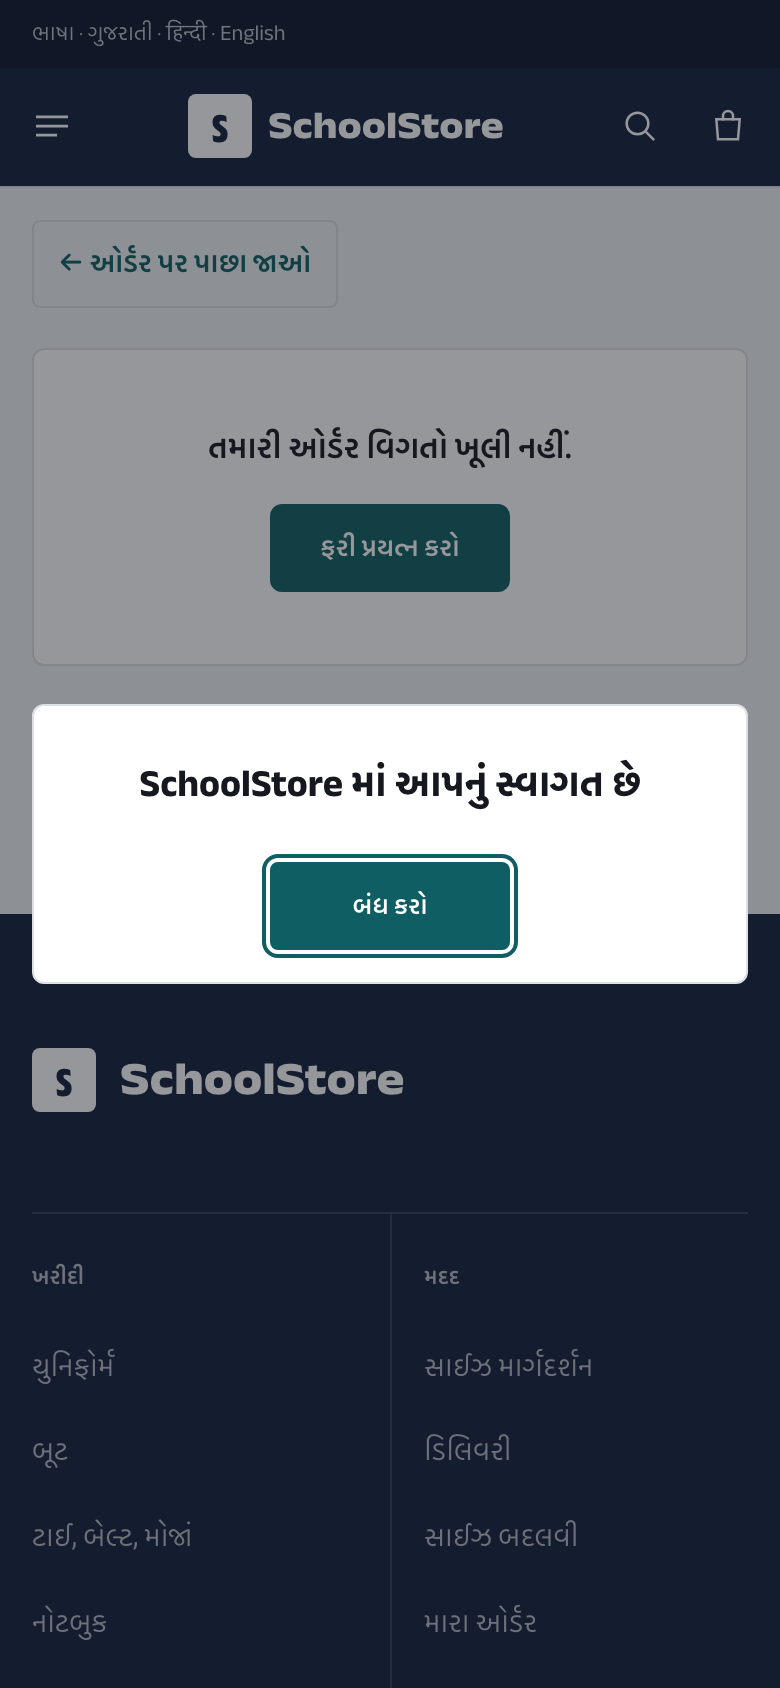 ભાષા · ગુજરાતી · हिन्दी · English
S SchoolStore
← ઓર્ડર પર પાછા જાઓ
તમારી ઓર્ડર વિગતો ખૂલી નહીં.
ફરી પ્રયત્ન કરો
SchoolStore માં આપનું સ્વાગત છે
બંધ કરો
S SchoolStore
ખરીદી
યુનિફોર્મ
બૂટ
ટાઈ, બેલ્ટ, મોજાં
નોટબુક
મદદ
સાઈઝ માર્ગદર્શન
ડિલિવરી
સાઈઝ બદલવી
મારા ઓર્ડર